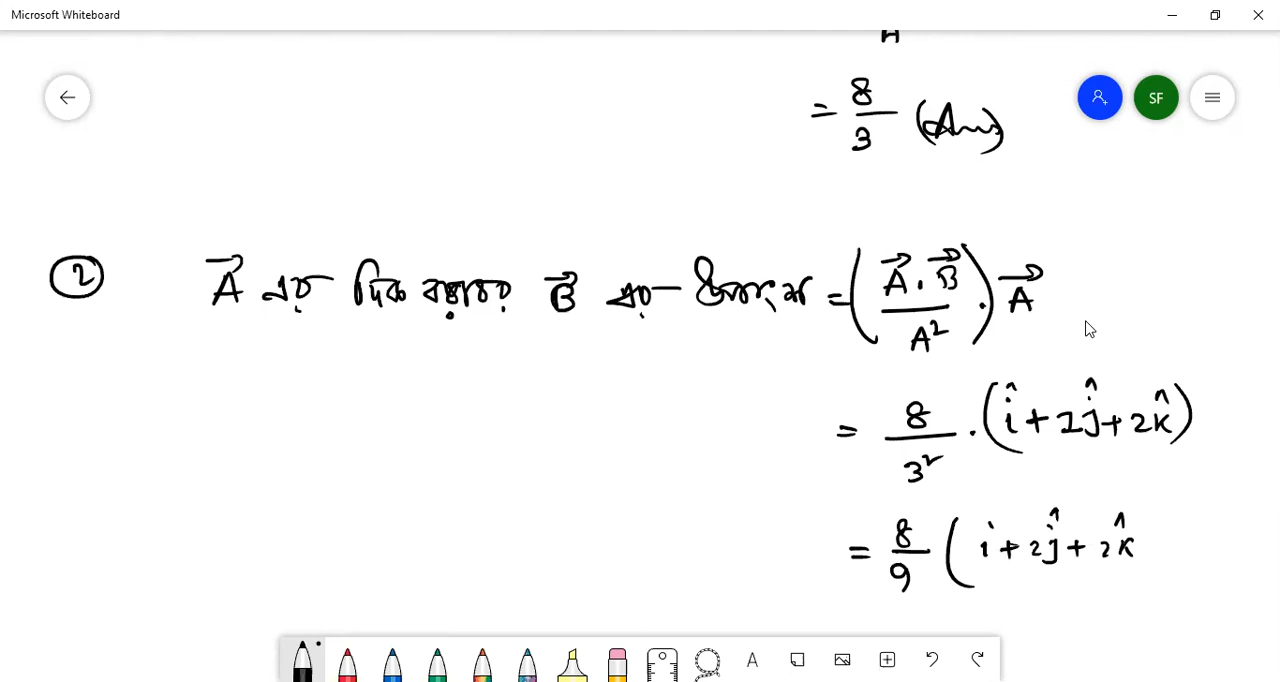 Microsoft Whiteboard
A
= 8/3 (Ans)
SF
② A⃗ এর দিক বরাবর B⃗ এর উপাংশ = (A⃗ . B⃗ / A²) . A⃗
= 8/3² . (î + 2ĵ + 2k̂)
= 8/9 (i + 2ĵ + 2k̂
A